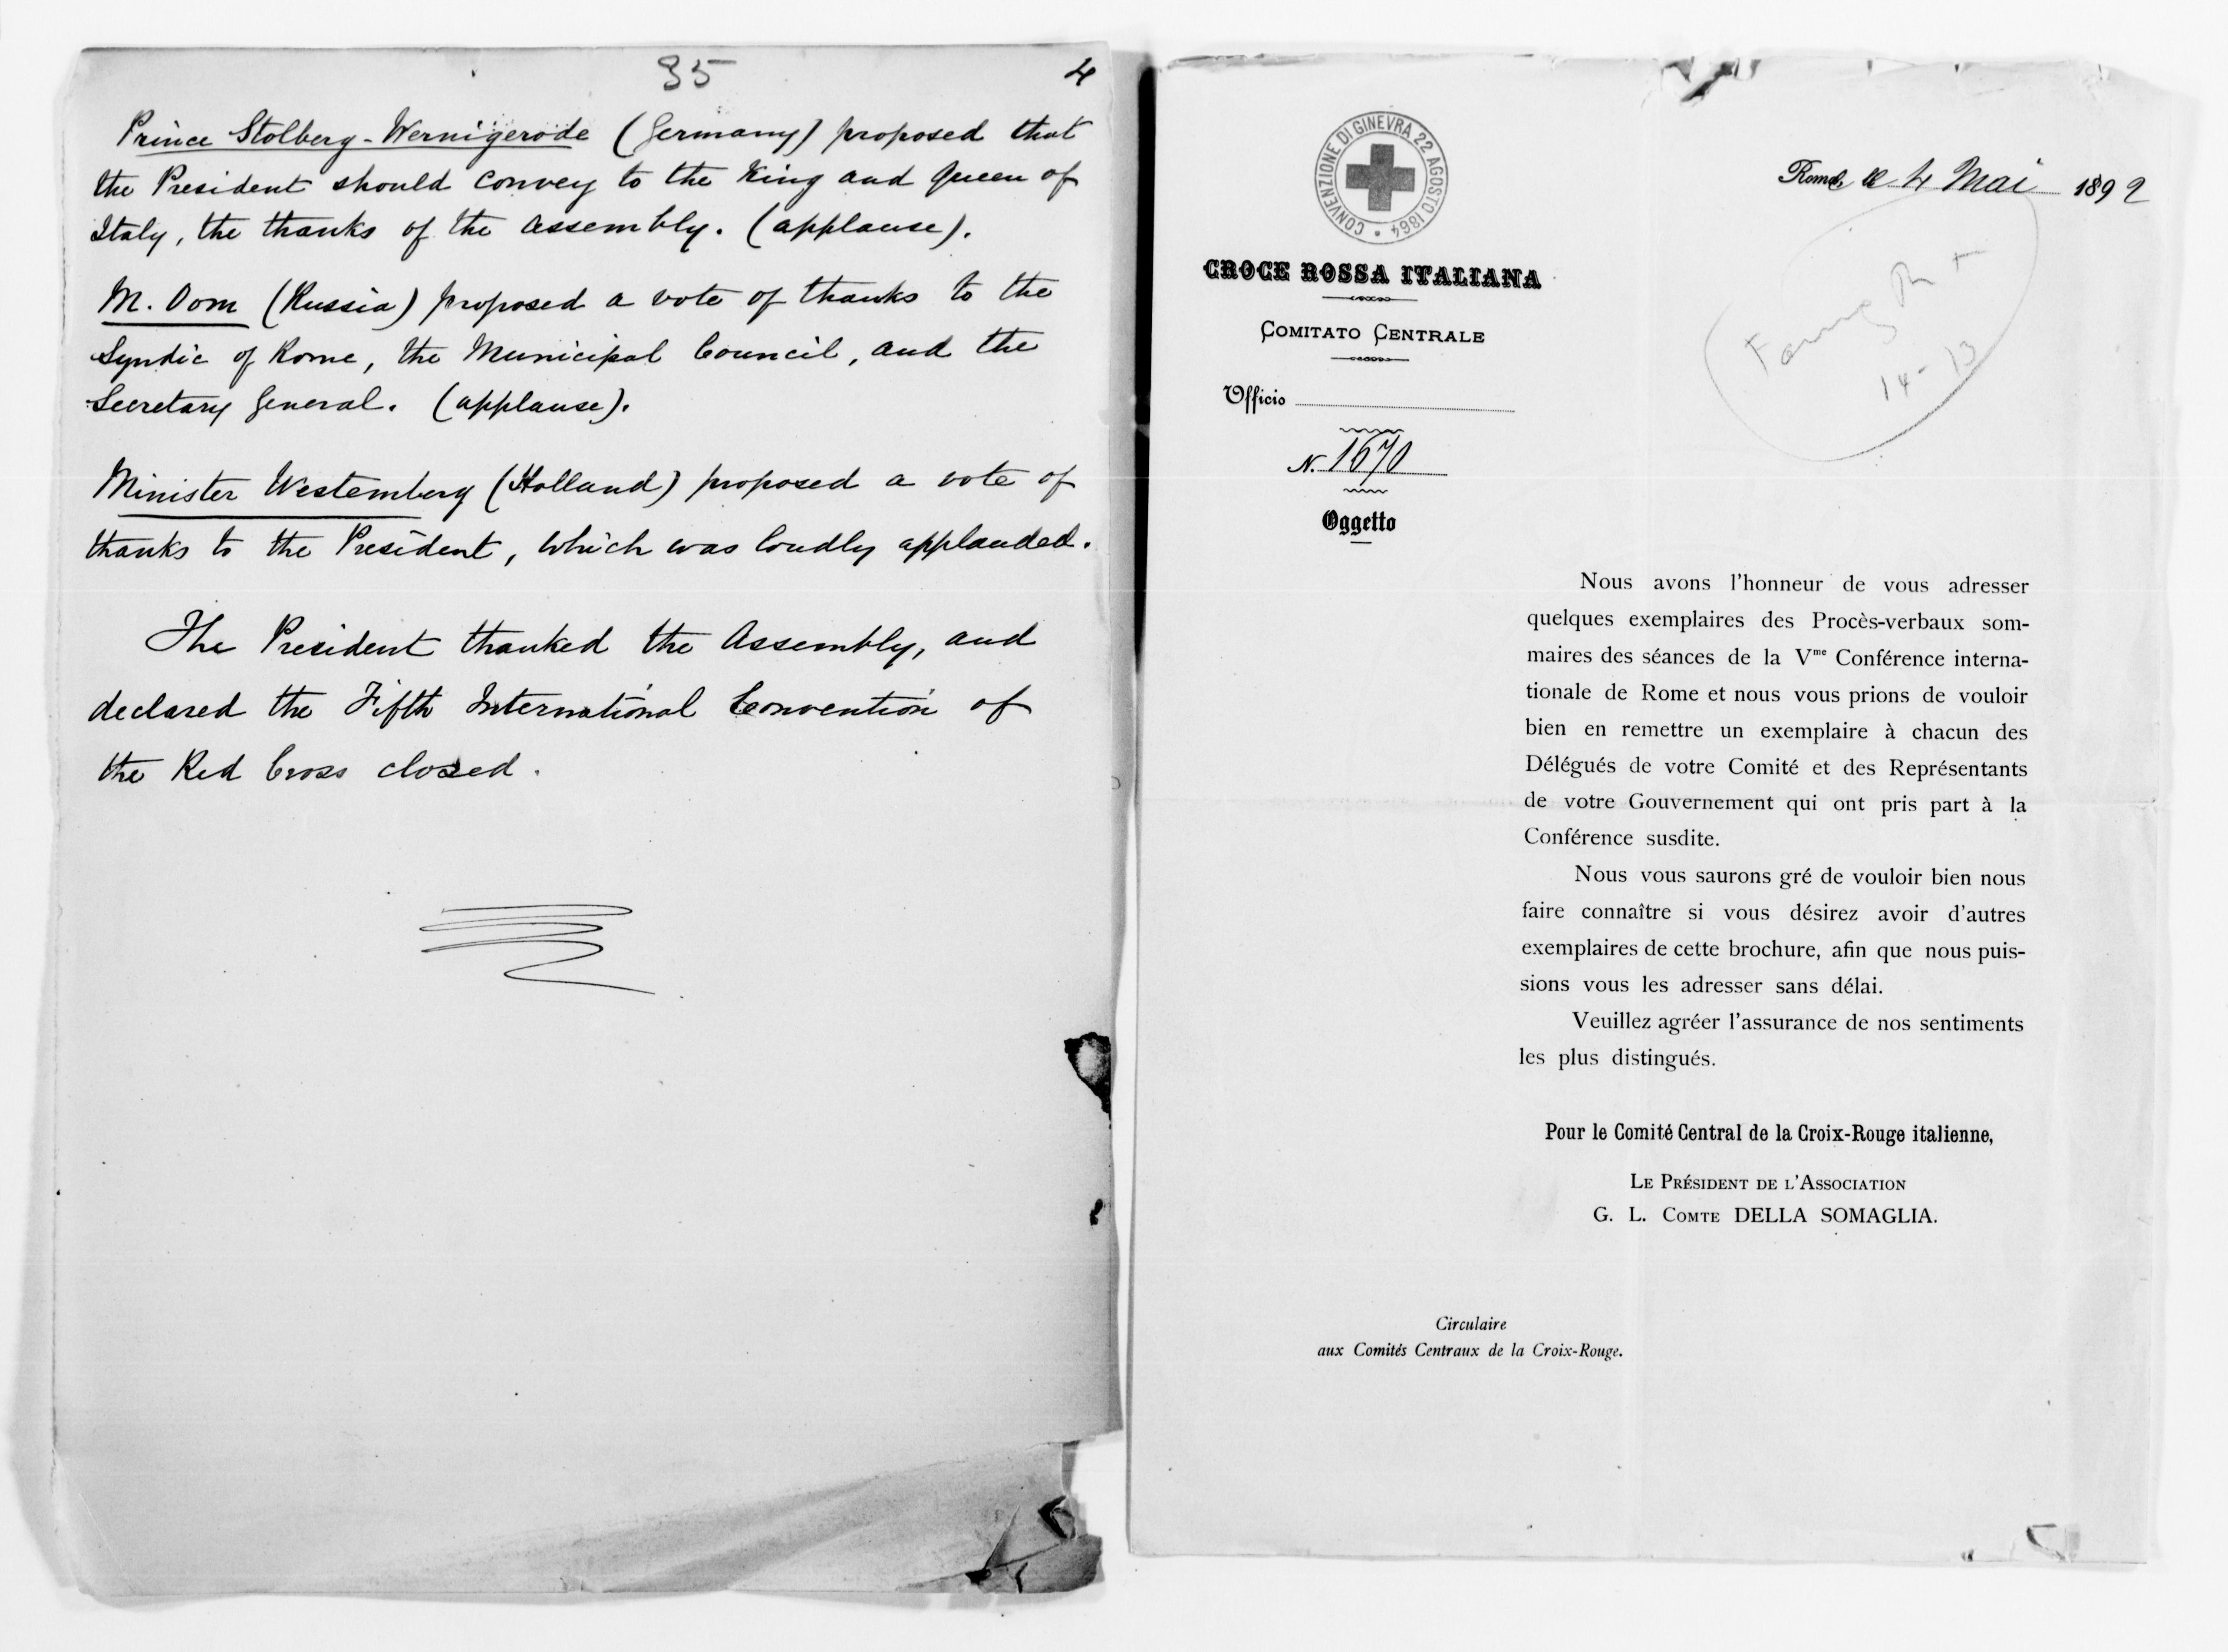 35
4
Prince Stolberg-Wernigerode (Germany) proposed that
the President should convey to the King and Queen of
Italy, the thanks of the assembly. (applause).
M. Oom (Russia) proposed a vote of thanks to the
Syndic of Rome, the Municipal Council, and the
Secretary General. (applause).
Minister Westemberg (Holland) proposed a vote of
thanks to the President, which was loudly applauded.
The President thanked the Assembly, and
declared the Fifth International Convention of
the Red Cross closed.
CONVENZIONE DI GINEVRA 22 AGOSTO 1864
CROCE ROSSA ITALIANA
COMITATO CENTRALE
Officio
N. 1670
Oggetto
Rome le 4 Mai 1892
14-13
Nous avons l'honneur de vous adresser
quelques exemplaires des Procès-verbaux som-
maires des séances de la Vme Conférence interna-
tionale de Rome et nous vous prions de vouloir
bien en remettre un exemplaire à chacun des
Délégués de votre Comité et des Représentants
de votre Gouvernement qui ont pris part à la
Conférence susdite.
Nous vous saurons gré de vouloir bien nous
faire connaître si vous désirez avoir d'autres
exemplaires de cette brochure, afin que nous puis-
sions vous les adresser sans délai.
Veuillez agréer l'assurance de nos sentiments
les plus distingués.
Pour le Comité Central de la Croix-Rouge italienne,
LE PRÉSIDENT DE L'ASSOCIATION
G. L. COMTE DELLA SOMAGLIA.
Circulaire
aux Comités Centraux de la Croix-Rouge.